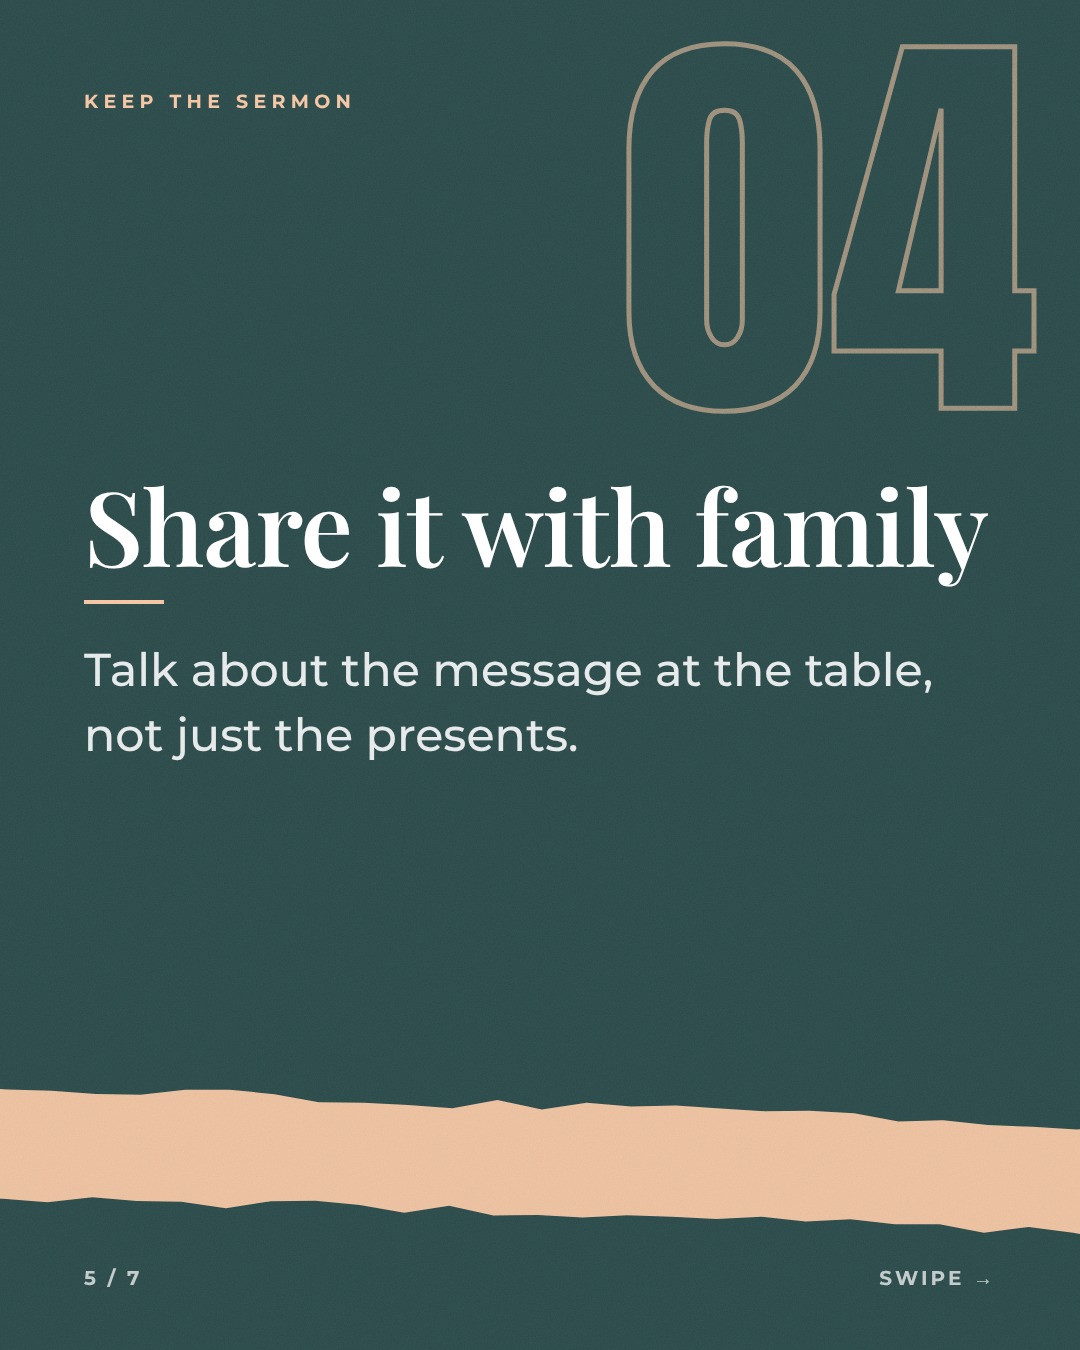 KEEP THE SERMON
04
Share it with family
Talk about the message at the table,
not just the presents.
5 / 7
SWIPE →